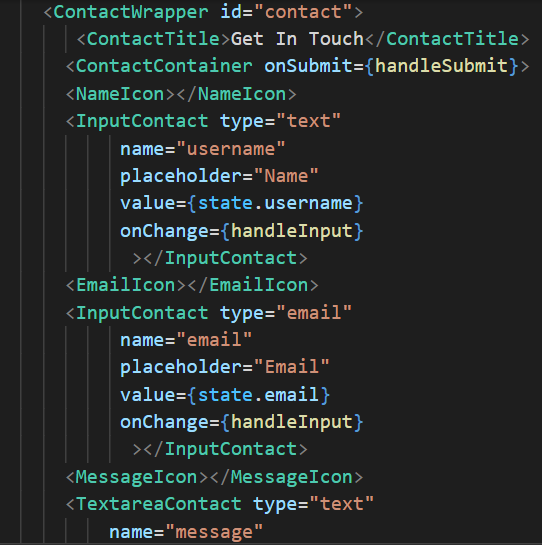 <ContactWrapper id="contact">
<ContactTitle>Get In Touch</ContactTitle>
<ContactContainer onSubmit={handleSubmit}>
<NameIcon></NameIcon>
<InputContact type="text"
name="username"
placeholder="Name"
value={state.username}
onChange={handleInput}
></InputContact>
<EmailIcon></EmailIcon>
<InputContact type="email"
name="email"
placeholder="Email"
value={state.email}
onChange={handleInput}
></InputContact>
<MessageIcon></MessageIcon>
<TextareaContact type="text"
name="message"